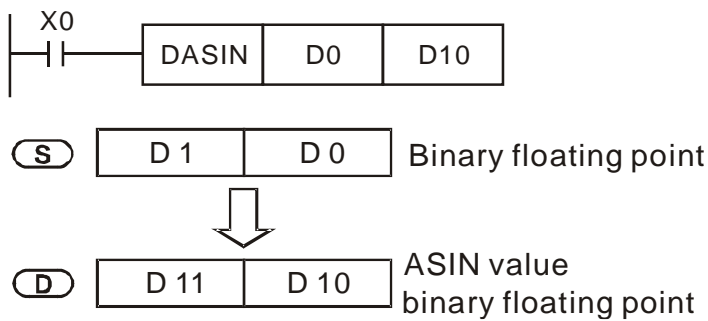 X0
DASIN D0 D10
S D 1 D 0 Binary floating point
D D 11 D 10 ASIN value
binary floating point